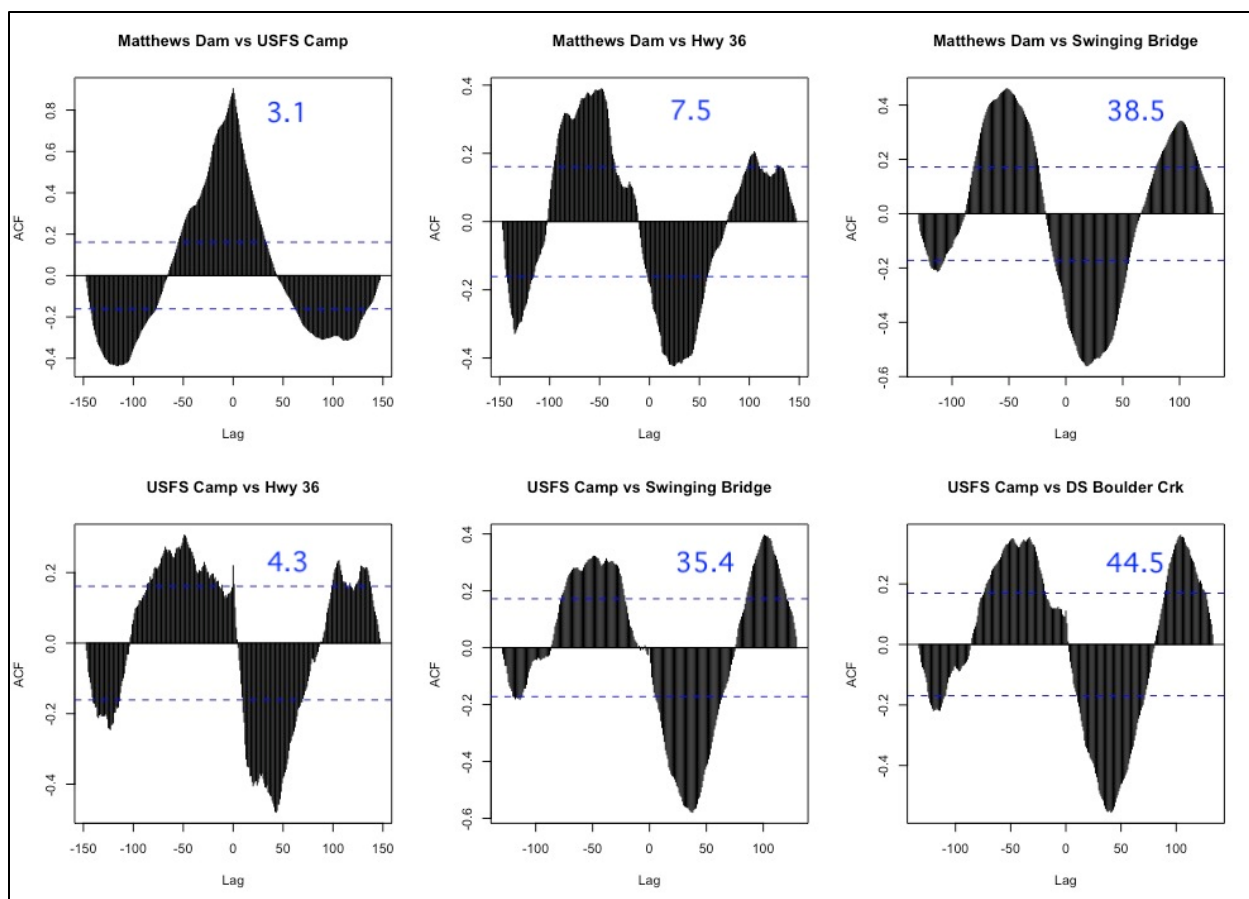 Matthews Dam vs USFS Camp
3.1
ACF
0.8
0.6
0.4
0.2
0.0
-0.2
-0.4
-150 -100 -50 0 50 100 150
Lag
Matthews Dam vs Hwy 36
7.5
ACF
0.4
0.2
0.0
-0.2
-0.4
-150 -100 -50 0 50 100 150
Lag
Matthews Dam vs Swinging Bridge
38.5
ACF
0.4
0.2
0.0
-0.2
-0.4
-0.6
-100 -50 0 50 100
Lag
USFS Camp vs Hwy 36
4.3
ACF
0.2
0.0
-0.2
-0.4
-150 -100 -50 0 50 100 150
Lag
USFS Camp vs Swinging Bridge
35.4
ACF
0.4
0.2
0.0
-0.2
-0.4
-0.6
-100 -50 0 50 100
Lag
USFS Camp vs DS Boulder Crk
44.5
ACF
0.4
0.2
0.0
-0.2
-0.4
-100 -50 0 50 100
Lag